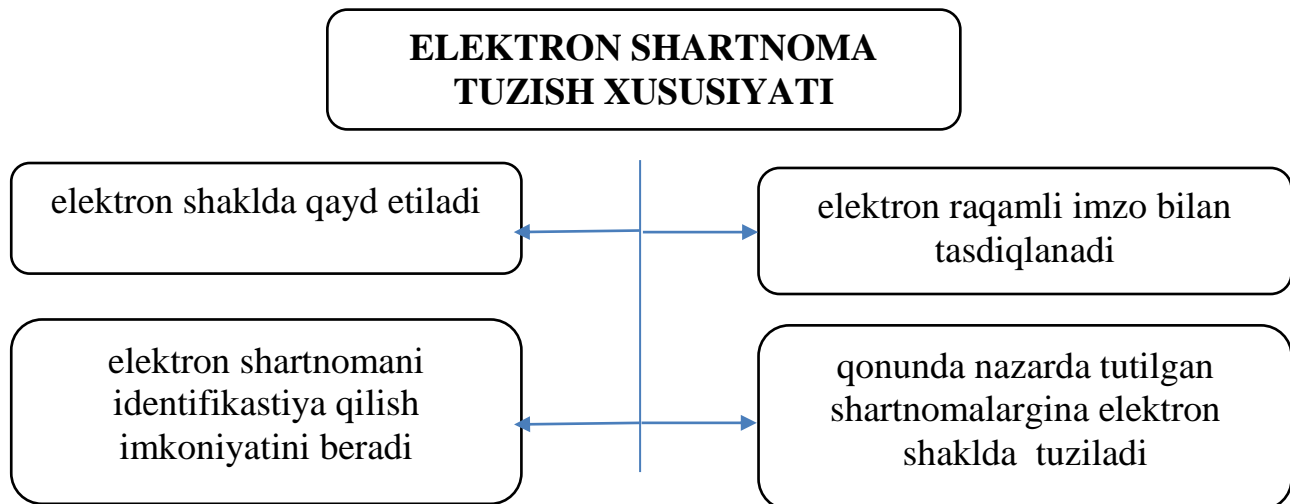 ELEKTRON SHARTNOMA
TUZISH XUSUSIYATI
elektron shaklda qayd etiladi
elektron raqamli imzo bilan
tasdiqlanadi
elektron shartnomani
identifikastiya qilish
imkoniyatini beradi
qonunda nazarda tutilgan
shartnomalargina elektron
shaklda tuziladi